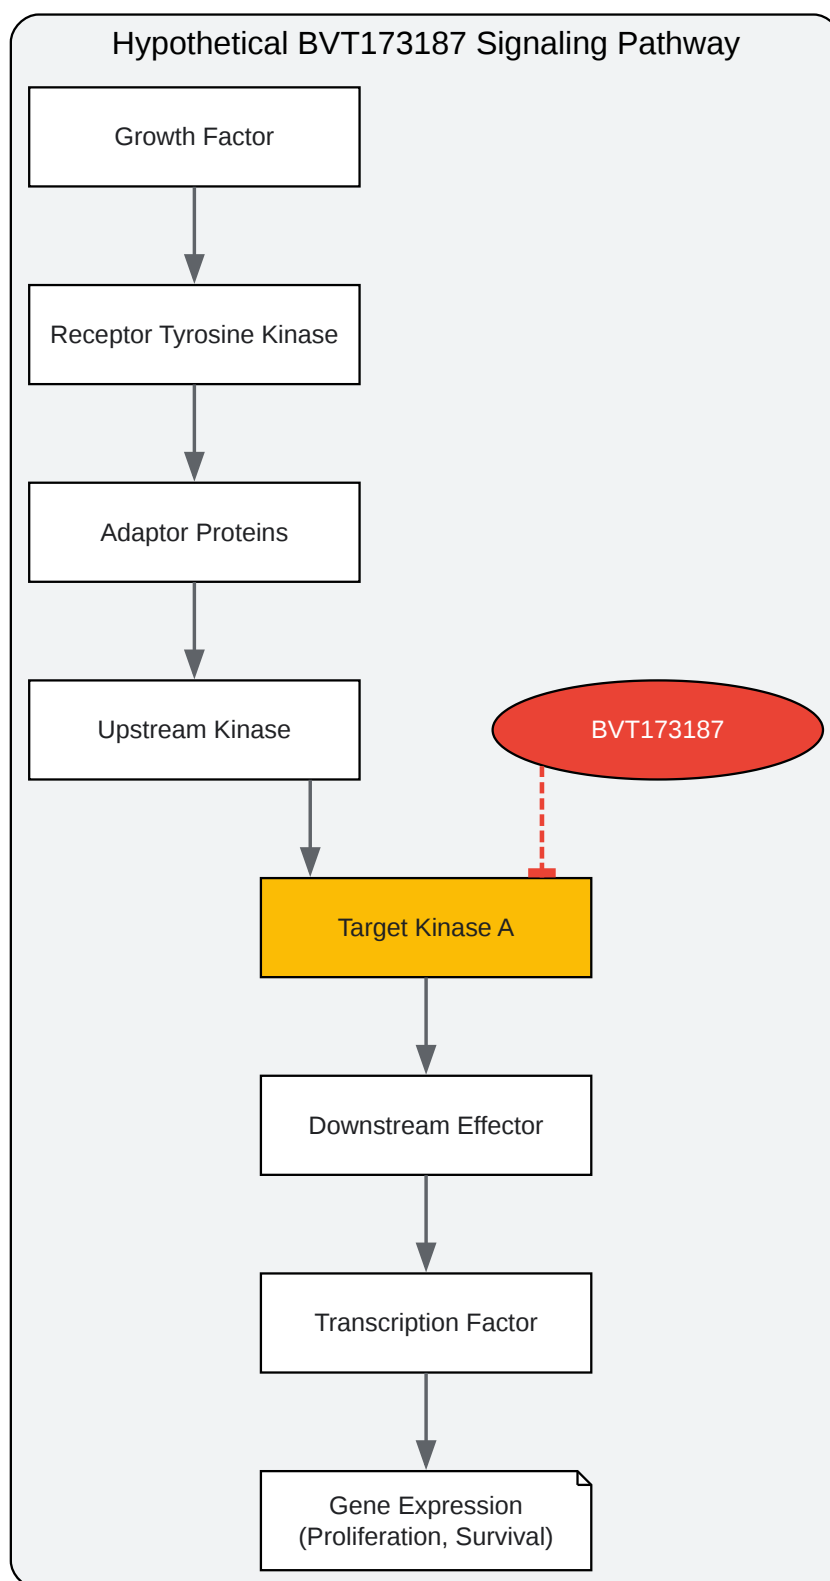 Hypothetical BVT173187 Signaling Pathway
Growth Factor
Receptor Tyrosine Kinase
Adaptor Proteins
Upstream Kinase
BVT173187
Target Kinase A
Downstream Effector
Transcription Factor
Gene Expression
(Proliferation, Survival)